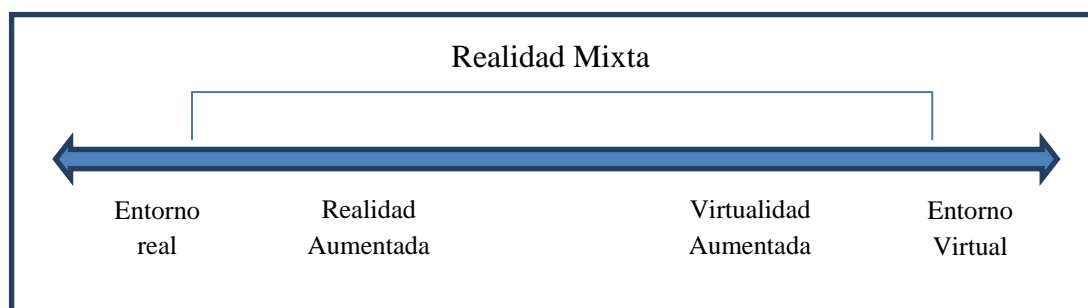 Realidad Mixta
Entorno
real
Realidad
Aumentada
Virtualidad
Aumentada
Entorno
Virtual